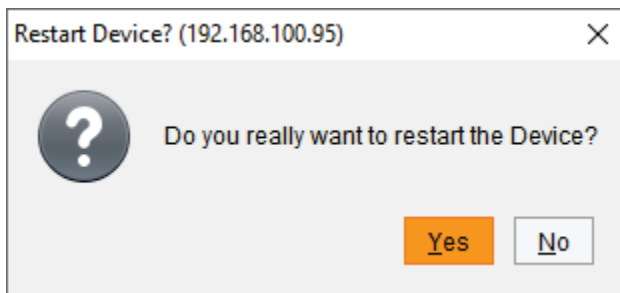 Restart Device? (192.168.100.95)
?
Do you really want to restart the Device?
Yes No